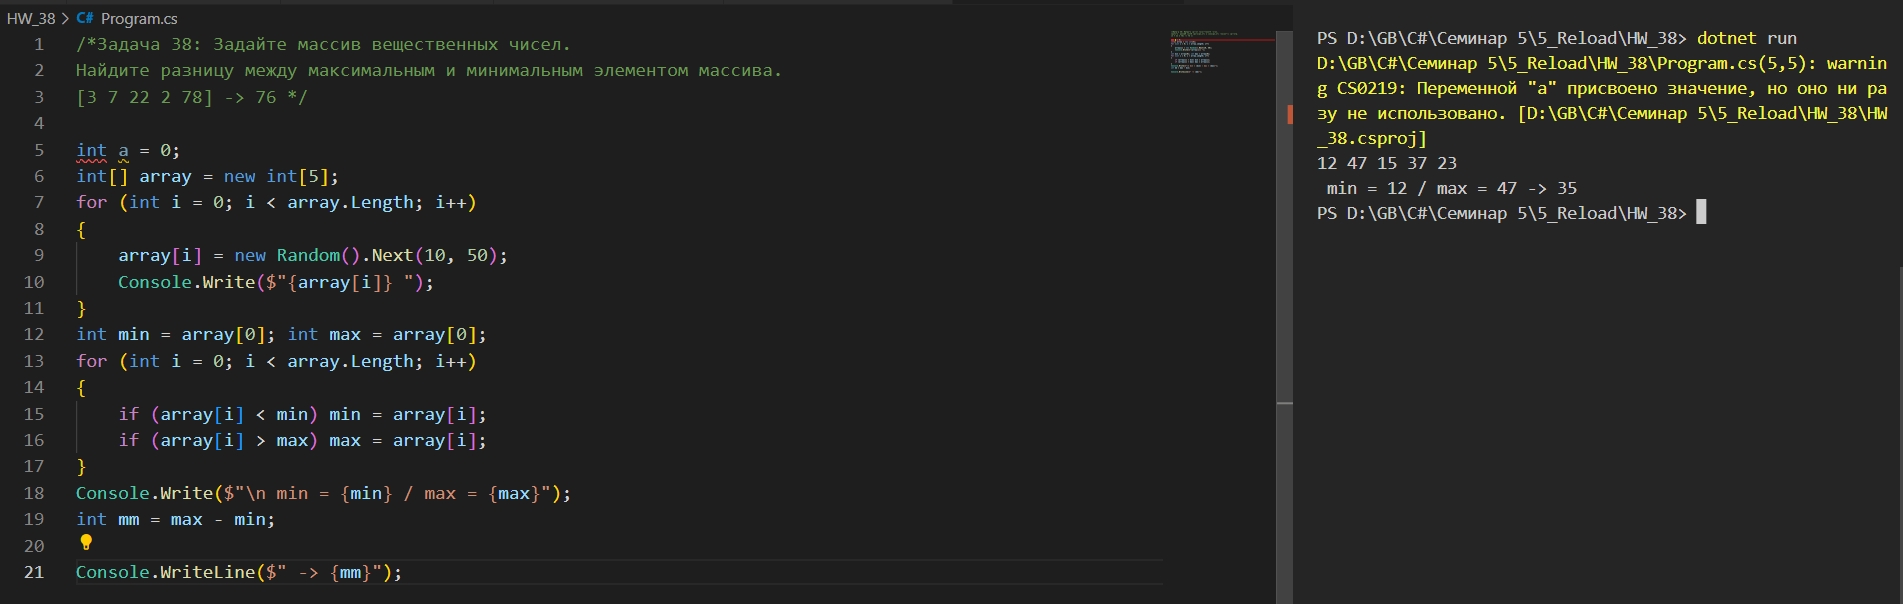 HW_38 > C# Program.cs
1 /*Задача 38: Задайте массив вещественных чисел.
2 Найдите разницу между максимальным и минимальным элементом массива.
3 [3 7 22 2 78] -> 76 */
4
5 int a = 0;
6 int[] array = new int[5];
7 for (int i = 0; i < array.Length; i++)
8 {
9 array[i] = new Random().Next(10, 50);
10 Console.Write($"{array[i]} ");
11 }
12 int min = array[0]; int max = array[0];
13 for (int i = 0; i < array.Length; i++)
14 {
15 if (array[i] < min) min = array[i];
16 if (array[i] > max) max = array[i];
17 }
18 Console.Write($"\n min = {min} / max = {max}");
19 int mm = max - min;
20
21 Console.WriteLine($" -> {mm}");
PS D:\GB\C#\Семинар 5\5_Reload\HW_38> dotnet run
D:\GB\C#\Семинар 5\5_Reload\HW_38\Program.cs(5,5): warnin
g CS0219: Переменной "a" присвоено значение, но оно ни ра
зу не использовано. [D:\GB\C#\Семинар 5\5_Reload\HW_38\HW
_38.csproj]
12 47 15 37 23
min = 12 / max = 47 -> 35
PS D:\GB\C#\Семинар 5\5_Reload\HW_38>